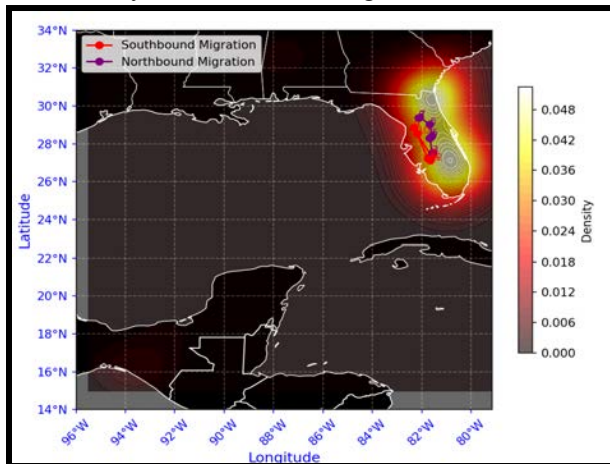 Southbound Migration
Northbound Migration
34°N
32°N
30°N
28°N
26°N
24°N
22°N
20°N
18°N
16°N
14°N
Latitude
96°W
94°W
92°W
90°W
88°W
86°W
84°W
82°W
80°W
Longitude
0.048
0.042
0.036
0.030
0.024
0.018
0.012
0.006
0.000
Density